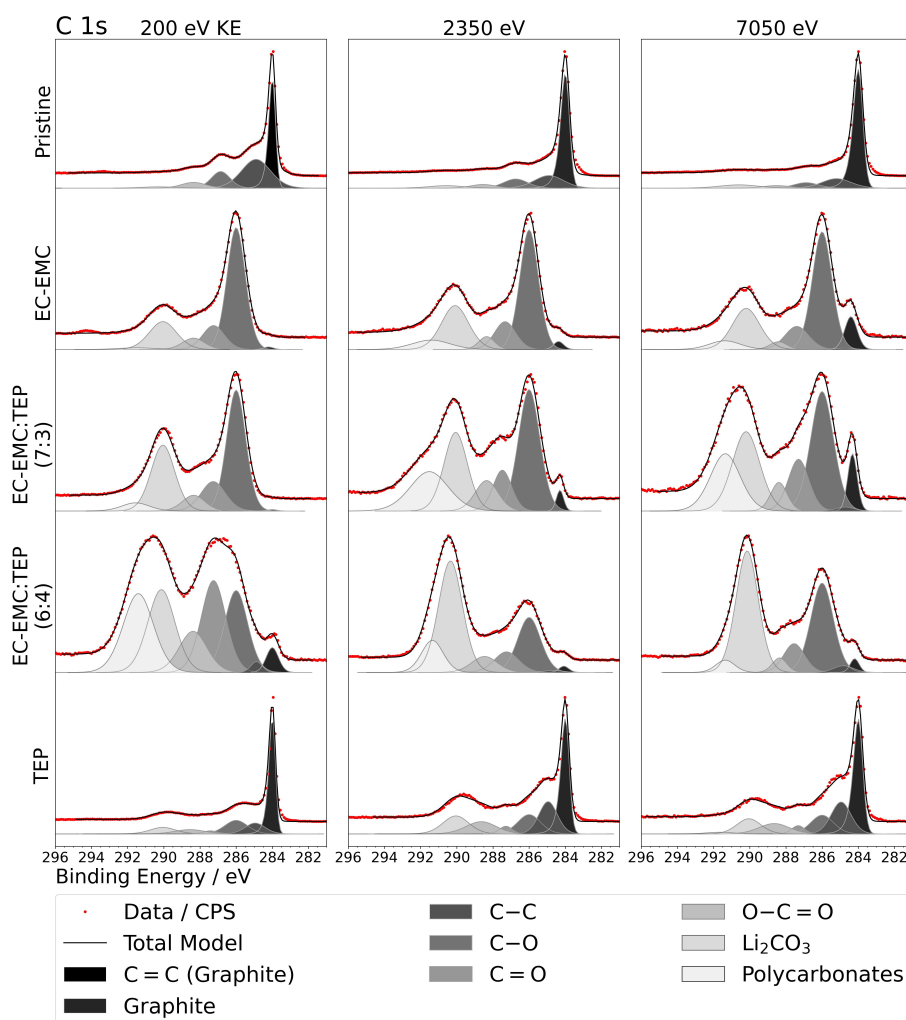 C 1s
200 eV KE
2350 eV
7050 eV
Pristine
EC-EMC
EC-EMC:TEP
(7:3)
EC-EMC:TEP
(6:4)
TEP
296 294 292 290 288 286 284 282
296 294 292 290 288 286 284 282
296 294 292 290 288 286 284 282
Binding Energy / eV
Data / CPS
Total Model
C=C (Graphite)
Graphite
C−C
C−O
C=O
O−C=O
Li₂CO₃
Polycarbonates